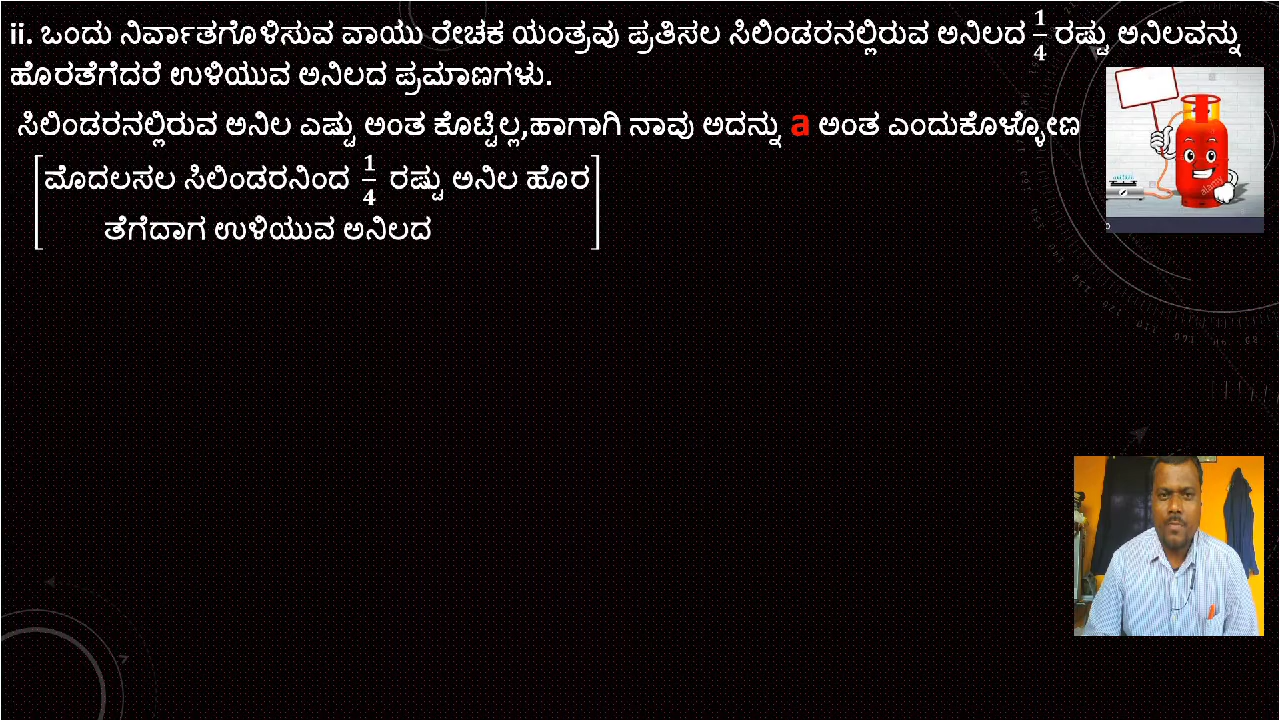 ii. ಒಂದು ನಿರ್ವಾತಗೊಳಿಸುವ ವಾಯು ರೇಚಕ ಯಂತ್ರವು ಪ್ರತಿಸಲ ಸಿಲಿಂಡರನಲ್ಲಿರುವ ಅನಿಲದ 1/4 ರಷ್ಟು ಅನಿಲವನ್ನು
ಹೊರತೆಗೆದರೆ ಉಳಿಯುವ ಅನಿಲದ ಪ್ರಮಾಣಗಳು.
ಸಿಲಿಂಡರನಲ್ಲಿರುವ ಅನಿಲ ಎಷ್ಟು ಅಂತ ಕೊಟ್ಟಿಲ್ಲ,ಹಾಗಾಗಿ ನಾವು ಅದನ್ನು a ಅಂತ ಎಂದುಕೊಳ್ಳೋಣ
[ಮೊದಲಸಲ ಸಿಲಿಂಡರನಿಂದ 1/4 ರಷ್ಟು ಅನಿಲ ಹೊರ
ತೆಗೆದಾಗ ಉಳಿಯುವ ಅನಿಲದ]
alamy